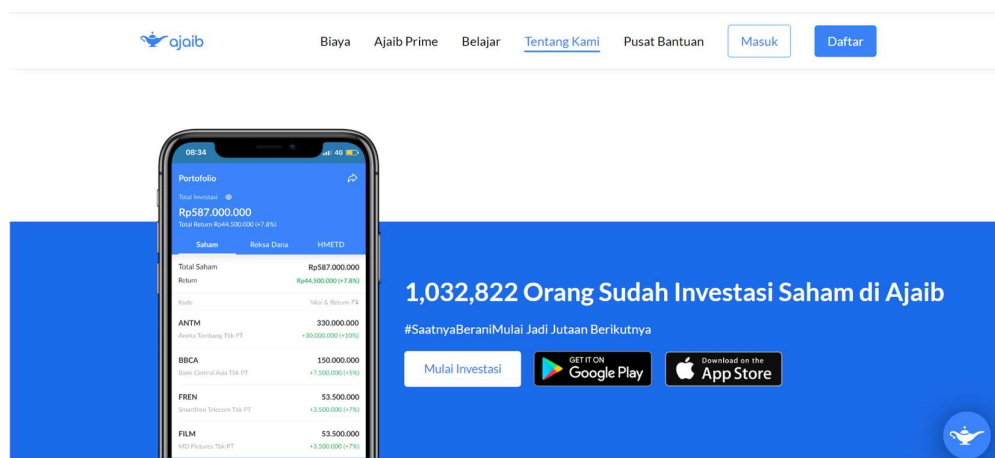 ajaib
Biaya Ajaib Prime Belajar Tentang Kami Pusat Bantuan Masuk Daftar
08:34 4G
Portofolio
Total Investasi
Rp587.000.000
Total Return Rp44.500.000 (+7.8%)
Saham Reksa Dana HMETD
Total Saham Rp587.000.000
Return Rp44.500.000 (+7.8%)
Kode Nilai & Return
ANTM 330.000.000
Aneka Tambang Tbk PT +30.000.000 (+10%)
BBCA 150.000.000
Bank Central Asia Tbk PT +7.500.000 (+5%)
FREN 53.500.000
Smartfren Telecom Tbk PT +3.500.000 (+7%)
FILM 53.500.000
MD Pictures Tbk PT +3.500.000 (+7%)
1,032,822 Orang Sudah Investasi Saham di Ajaib
#SaatnyaBeraniMulai Jadi Jutaan Berikutnya
Mulai Investasi
GET IT ON
Google Play
Download on the
App Store